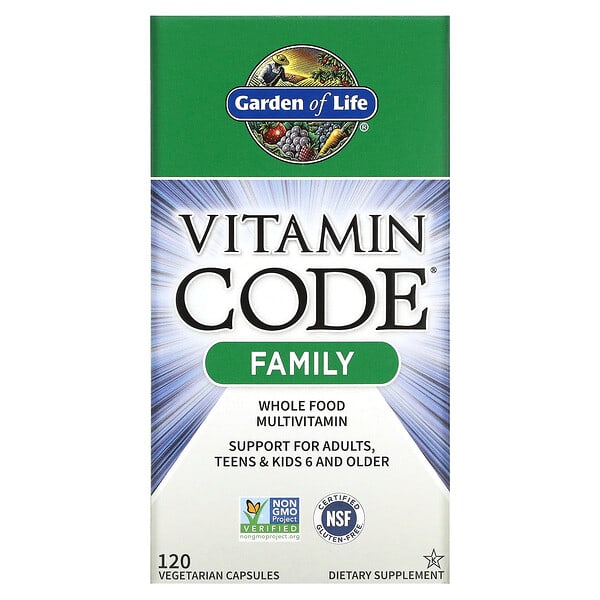 Garden of Life®
VITAMIN
CODE®
FAMILY
WHOLE FOOD
MULTIVITAMIN
SUPPORT FOR ADULTS,
TEENS & KIDS 6 AND OLDER
NON
GMO
Project
VERIFIED
nongmoproject.org
CERTIFIED
NSF
GLUTEN-FREE
120
VEGETARIAN CAPSULES
K
DIETARY SUPPLEMENT